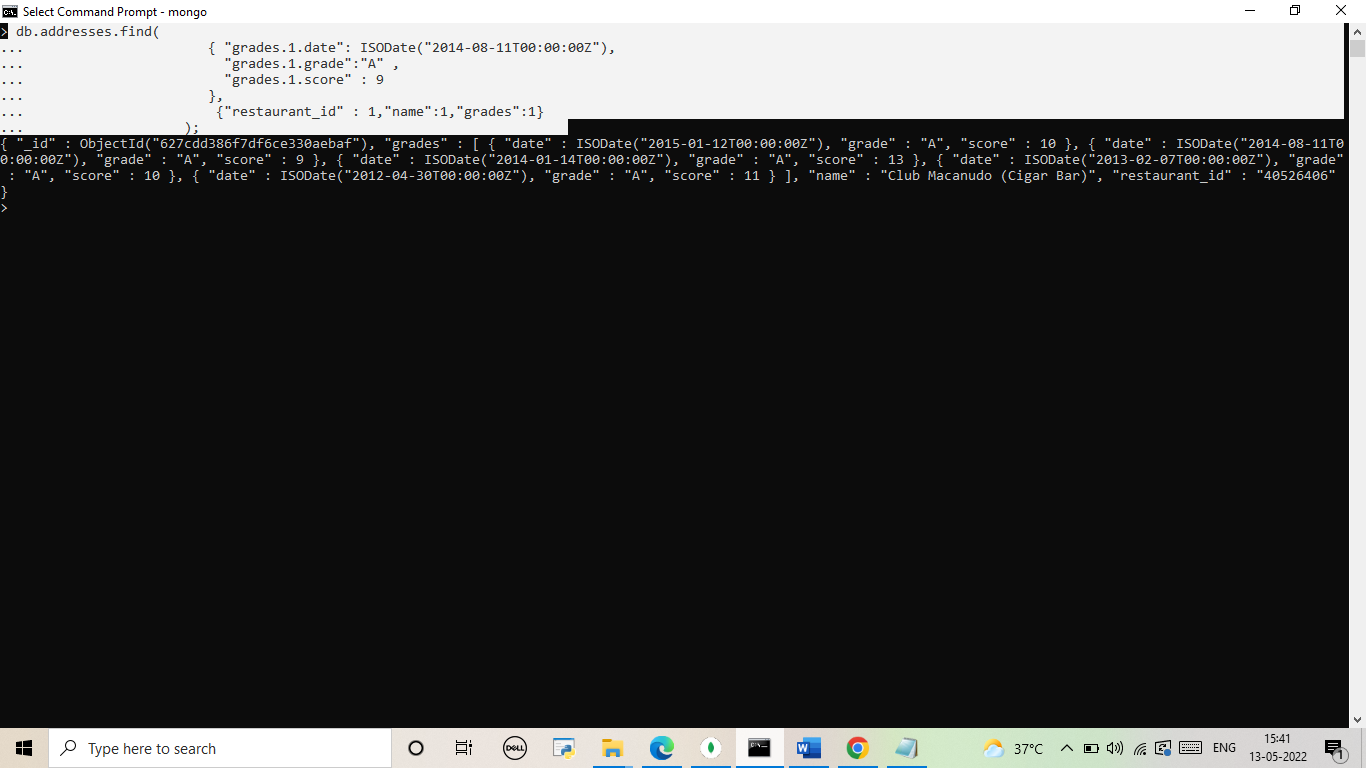 Select Command Prompt - mongo
> db.addresses.find(
... { "grades.1.date": ISODate("2014-08-11T00:00:00Z"),
... "grades.1.grade":"A" ,
... "grades.1.score" : 9
... },
... {"restaurant_id" : 1,"name":1,"grades":1}
... );
{ "_id" : ObjectId("627cdd386f7df6ce330aebaf"), "grades" : [ { "date" : ISODate("2015-01-12T00:00:00Z"), "grade" : "A", "score" : 10 }, { "date" : ISODate("2014-08-11T0
0:00:00Z"), "grade" : "A", "score" : 9 }, { "date" : ISODate("2014-01-14T00:00:00Z"), "grade" : "A", "score" : 13 }, { "date" : ISODate("2013-02-07T00:00:00Z"), "grade"
: "A", "score" : 10 }, { "date" : ISODate("2012-04-30T00:00:00Z"), "grade" : "A", "score" : 11 } ], "name" : "Club Macanudo (Cigar Bar)", "restaurant_id" : "40526406"
}
>
Type here to search
DELL
37°C
ENG
15:41
13-05-2022
1